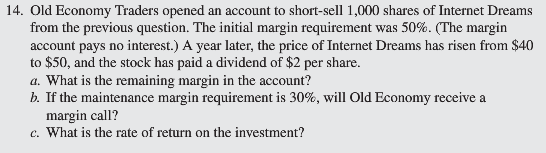 14. Old Economy Traders opened an account to short-sell 1,000 shares of Internet Dreams
from the previous question. The initial margin requirement was 50%. (The margin
account pays no interest.) A year later, the price of Internet Dreams has risen from $40
to $50, and the stock has paid a dividend of $2 per share.
a. What is the remaining margin in the account?
b. If the maintenance margin requirement is 30%, will Old Economy receive a
margin call?
c. What is the rate of return on the investment?